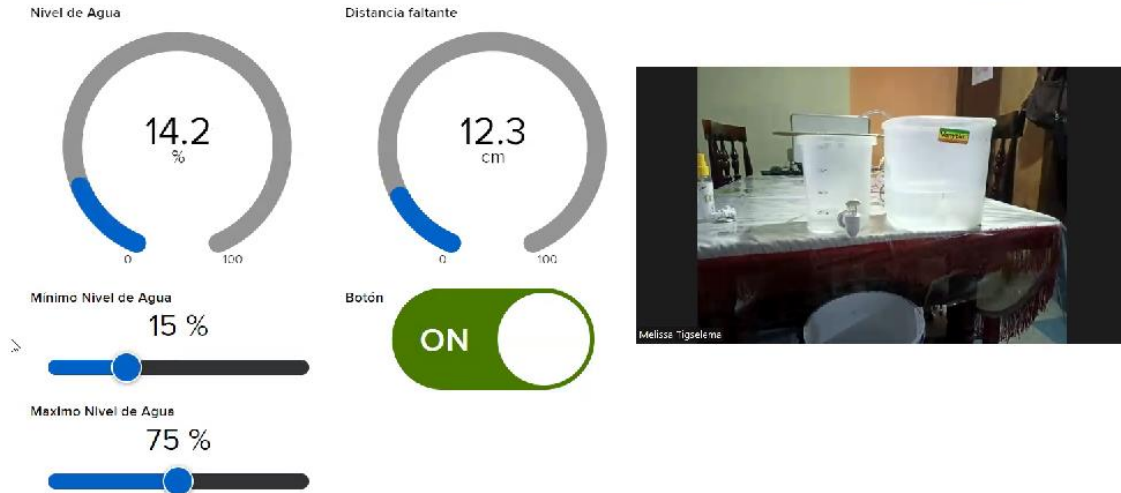 Nivel de Agua
14.2
%
0
100
Distancia faltante
12.3
cm
0
100
Mínimo Nivel de Agua
15 %
Botón
ON
Maximo Nivel de Agua
75 %
Melissa Tigselema